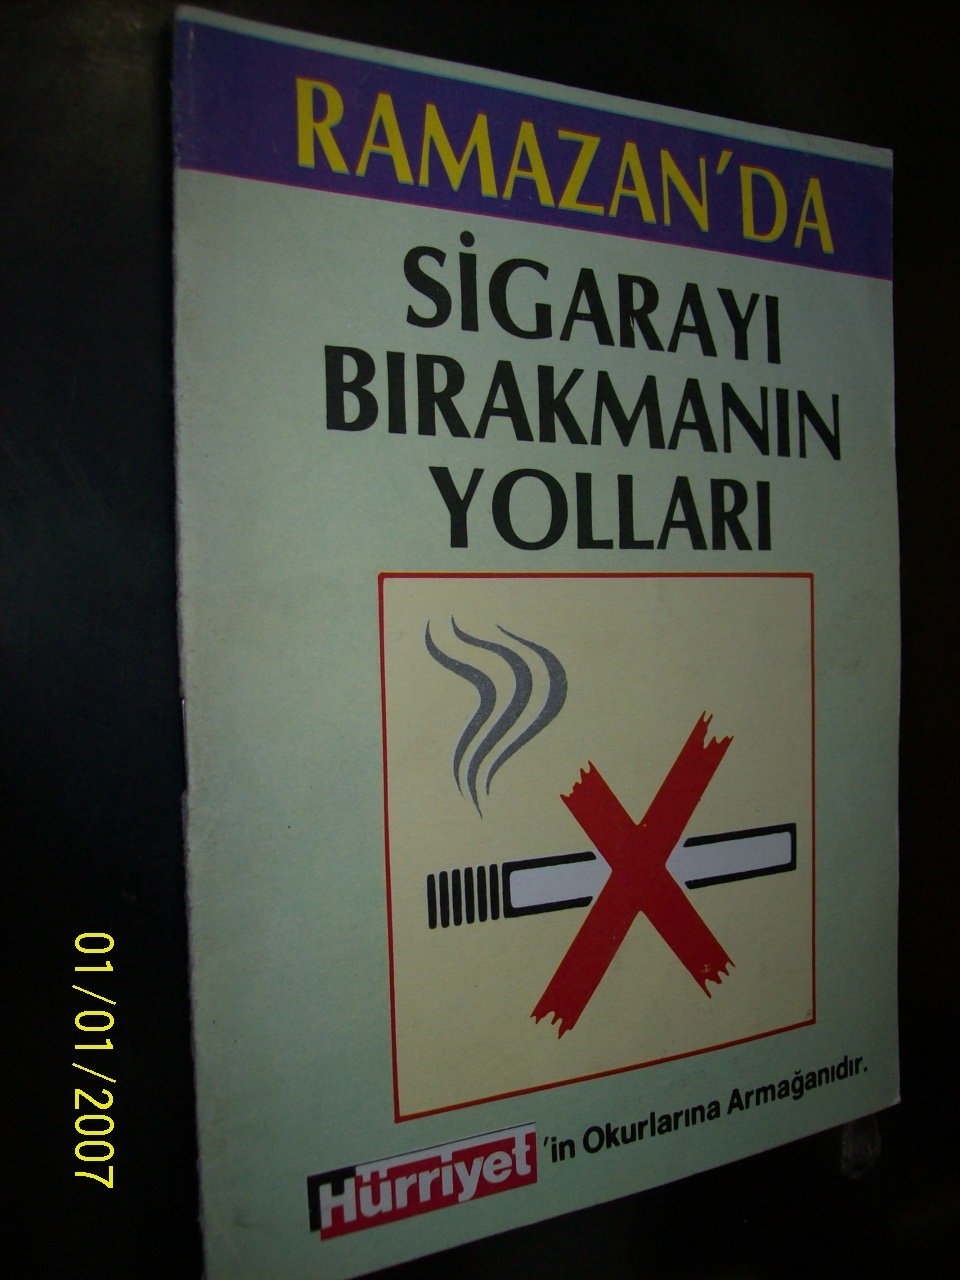 RAMAZAN'DA
SİGARAYI
BIRAKMANIN
YOLLARI
Hürriyet'in Okurlarına Armağanıdır.
01/01/2007